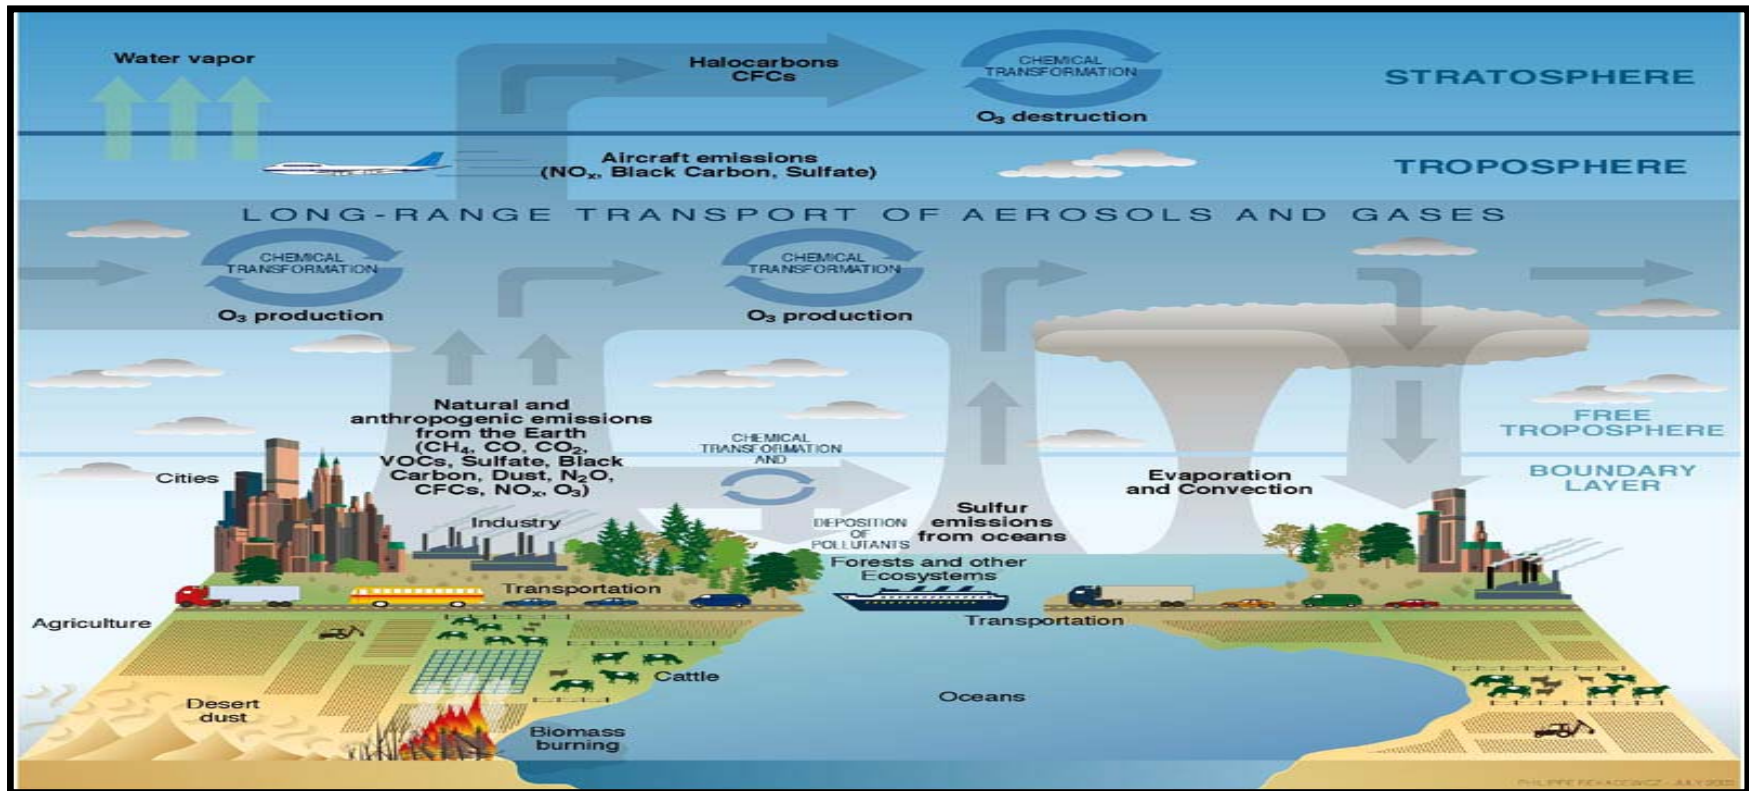 Water vapor
Halocarbons
CFCs
CHEMICAL
TRANSFORMATION
O₃ destruction
STRATOSPHERE
Aircraft emissions
(NOₓ, Black Carbon, Sulfate)
TROPOSPHERE
LONG-RANGE TRANSPORT OF AEROSOLS AND GASES
CHEMICAL
TRANSFORMATION
O₃ production
CHEMICAL
TRANSFORMATION
O₃ production
Natural and
anthropogenic emissions
from the Earth
(CH₄, CO, CO₂,
VOCs, Sulfate, Black
Carbon, Dust, N₂O,
CFCs, NOₓ, O₃)
CHEMICAL
TRANSFORMATION
AND
DEPOSITION
OF
POLLUTANTS
FREE
TROPOSPHERE
BOUNDARY
LAYER
Cities
Industry
Evaporation
and Convection
Sulfur
emissions
from oceans
Forests and other
Ecosystems
Transportation
Transportation
Agriculture
Cattle
Desert
dust
Biomass
burning
Oceans
PHILIPPE REKACEWICZ - JULY 2003